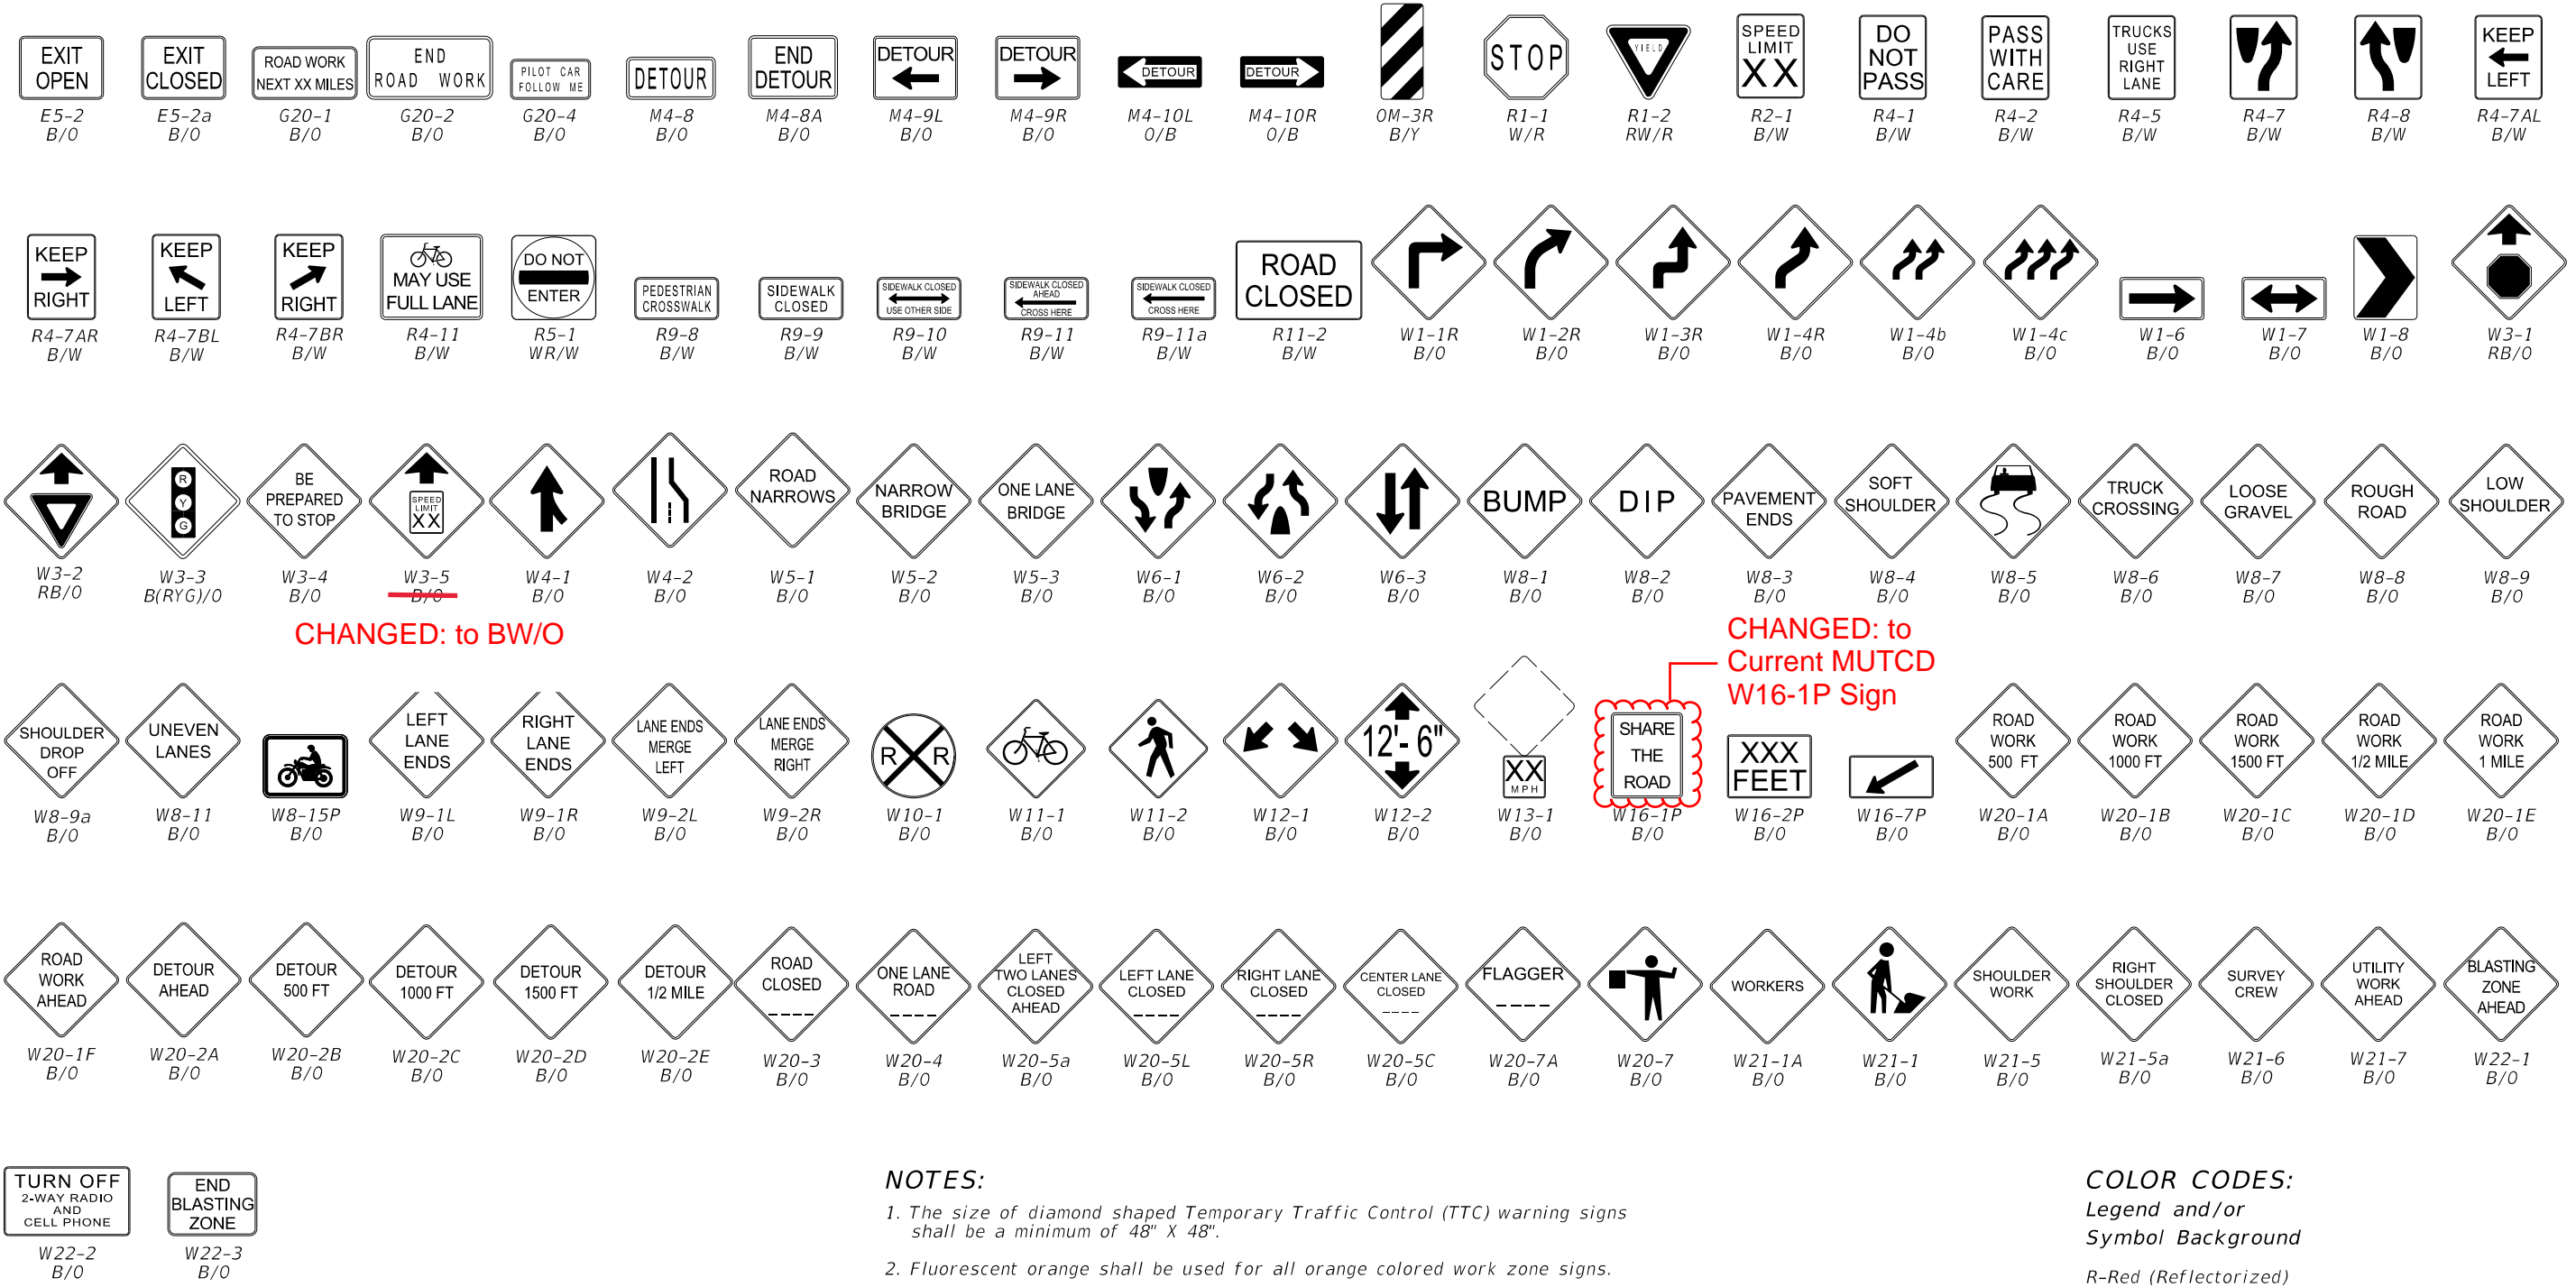 EXIT
OPEN
E5-2
B/O
EXIT
CLOSED
E5-2a
B/O
ROAD WORK
NEXT XX MILES
G20-1
B/O
END
ROAD WORK
G20-2
B/O
PILOT CAR
FOLLOW ME
G20-4
B/O
DETOUR
M4-8
B/O
END
DETOUR
M4-8A
B/O
DETOUR
M4-9L
B/O
DETOUR
M4-9R
B/O
DETOUR
M4-10L
O/B
DETOUR
M4-10R
O/B
OM-3R
B/Y
STOP
R1-1
W/R
YIELD
R1-2
RW/R
SPEED
LIMIT
XX
R2-1
B/W
DO
NOT
PASS
R4-1
B/W
PASS
WITH
CARE
R4-2
B/W
TRUCKS
USE
RIGHT
LANE
R4-5
B/W
R4-7
B/W
R4-8
B/W
KEEP
LEFT
R4-7AL
B/W
KEEP
RIGHT
R4-7AR
B/W
KEEP
LEFT
R4-7BL
B/W
KEEP
RIGHT
R4-7BR
B/W
MAY USE
FULL LANE
R4-11
B/W
DO NOT
ENTER
R5-1
WR/W
PEDESTRIAN
CROSSWALK
R9-8
B/W
SIDEWALK
CLOSED
R9-9
B/W
SIDEWALK CLOSED
USE OTHER SIDE
R9-10
B/W
SIDEWALK CLOSED
AHEAD
CROSS HERE
R9-11
B/W
SIDEWALK CLOSED
CROSS HERE
R9-11a
B/W
ROAD
CLOSED
R11-2
B/W
W1-1R
B/O
W1-2R
B/O
W1-3R
B/O
W1-4R
B/O
W1-4b
B/O
W1-4c
B/O
W1-6
B/O
W1-7
B/O
W1-8
B/O
W3-1
RB/O
W3-2
RB/O
R
Y
G
W3-3
B(RYG)/O
BE
PREPARED
TO STOP
W3-4
B/O
SPEED
LIMIT
XX
W3-5
B/O
CHANGED: to BW/O
W4-1
B/O
W4-2
B/O
ROAD
NARROWS
W5-1
B/O
NARROW
BRIDGE
W5-2
B/O
ONE LANE
BRIDGE
W5-3
B/O
W6-1
B/O
W6-2
B/O
W6-3
B/O
BUMP
W8-1
B/O
DIP
W8-2
B/O
PAVEMENT
ENDS
W8-3
B/O
SOFT
SHOULDER
W8-4
B/O
W8-5
B/O
TRUCK
CROSSING
W8-6
B/O
LOOSE
GRAVEL
W8-7
B/O
ROUGH
ROAD
W8-8
B/O
LOW
SHOULDER
W8-9
B/O
SHOULDER
DROP
OFF
W8-9a
B/O
UNEVEN
LANES
W8-11
B/O
W8-15P
B/O
LEFT
LANE
ENDS
W9-1L
B/O
RIGHT
LANE
ENDS
W9-1R
B/O
LANE ENDS
MERGE
LEFT
W9-2L
B/O
LANE ENDS
MERGE
RIGHT
W9-2R
B/O
R R
W10-1
B/O
W11-1
B/O
W11-2
B/O
W12-1
B/O
12'- 6"
W12-2
B/O
XX
MPH
W13-1
B/O
CHANGED: to
Current MUTCD
W16-1P Sign
SHARE
THE
ROAD
W16-1P
B/O
XXX
FEET
W16-2P
B/O
W16-7P
B/O
ROAD
WORK
500 FT
W20-1A
B/O
ROAD
WORK
1000 FT
W20-1B
B/O
ROAD
WORK
1500 FT
W20-1C
B/O
ROAD
WORK
1/2 MILE
W20-1D
B/O
ROAD
WORK
1 MILE
W20-1E
B/O
ROAD
WORK
AHEAD
W20-1F
B/O
DETOUR
AHEAD
W20-2A
B/O
DETOUR
500 FT
W20-2B
B/O
DETOUR
1000 FT
W20-2C
B/O
DETOUR
1500 FT
W20-2D
B/O
DETOUR
1/2 MILE
W20-2E
B/O
ROAD
CLOSED
----
W20-3
B/O
ONE LANE
ROAD
----
W20-4
B/O
LEFT
TWO LANES
CLOSED
AHEAD
W20-5a
B/O
LEFT LANE
CLOSED
----
W20-5L
B/O
RIGHT LANE
CLOSED
----
W20-5R
B/O
CENTER LANE
CLOSED
----
W20-5C
B/O
FLAGGER
----
W20-7A
B/O
W20-7
B/O
WORKERS
W21-1A
B/O
W21-1
B/O
SHOULDER
WORK
W21-5
B/O
RIGHT
SHOULDER
CLOSED
W21-5a
B/O
SURVEY
CREW
W21-6
B/O
UTILITY
WORK
AHEAD
W21-7
B/O
BLASTING
ZONE
AHEAD
W22-1
B/O
TURN OFF
2-WAY RADIO
AND
CELL PHONE
W22-2
B/O
END
BLASTING
ZONE
W22-3
B/O
NOTES:
1. The size of diamond shaped Temporary Traffic Control (TTC) warning signs
shall be a minimum of 48" X 48".
2. Fluorescent orange shall be used for all orange colored work zone signs.
COLOR CODES:
Legend and/or
Symbol Background
R-Red (Reflectorized)